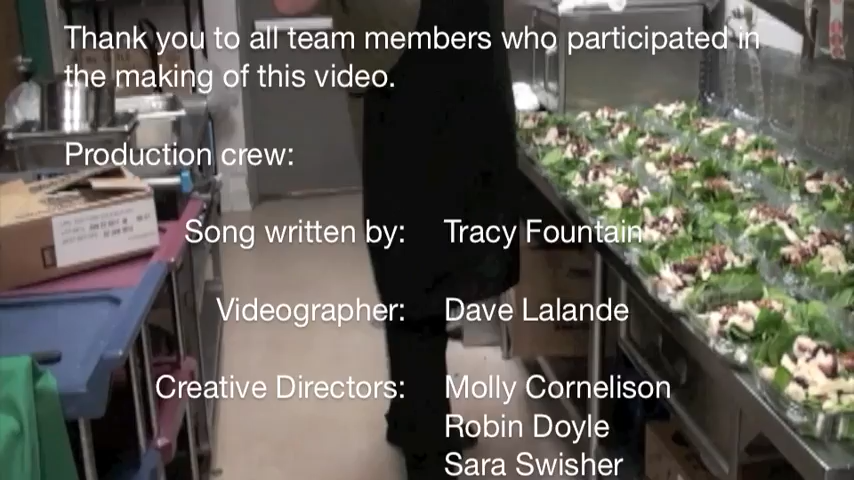 Thank you to all team members who participated in
the making of this video.
Production crew:
Song written by: Tracy Fountain
Videographer: Dave Lalande
Creative Directors: Molly Cornelison
Robin Doyle
Sara Swisher